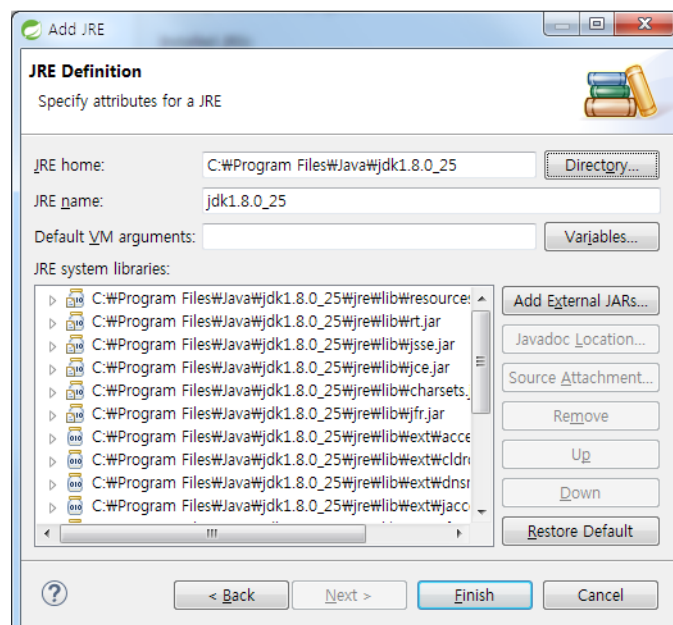 Add JRE
JRE Definition
Specify attributes for a JRE
JRE home: C:₩Program Files₩Java₩jdk1.8.0_25 Directory...
JRE name: jdk1.8.0_25
Default VM arguments: Variables...
JRE system libraries:
C:₩Program Files₩Java₩jdk1.8.0_25₩jre₩lib₩resources
C:₩Program Files₩Java₩jdk1.8.0_25₩jre₩lib₩rt.jar
C:₩Program Files₩Java₩jdk1.8.0_25₩jre₩lib₩jsse.jar
C:₩Program Files₩Java₩jdk1.8.0_25₩jre₩lib₩jce.jar
C:₩Program Files₩Java₩jdk1.8.0_25₩jre₩lib₩charsets.j
C:₩Program Files₩Java₩jdk1.8.0_25₩jre₩lib₩jfr.jar
C:₩Program Files₩Java₩jdk1.8.0_25₩jre₩lib₩ext₩acce
C:₩Program Files₩Java₩jdk1.8.0_25₩jre₩lib₩ext₩cldr
C:₩Program Files₩Java₩jdk1.8.0_25₩jre₩lib₩ext₩dnsr
C:₩Program Files₩Java₩jdk1.8.0_25₩jre₩lib₩ext₩jacc
Add External JARs...
Javadoc Location...
Source Attachment...
Remove
Up
Down
Restore Default
< Back Next > Finish Cancel